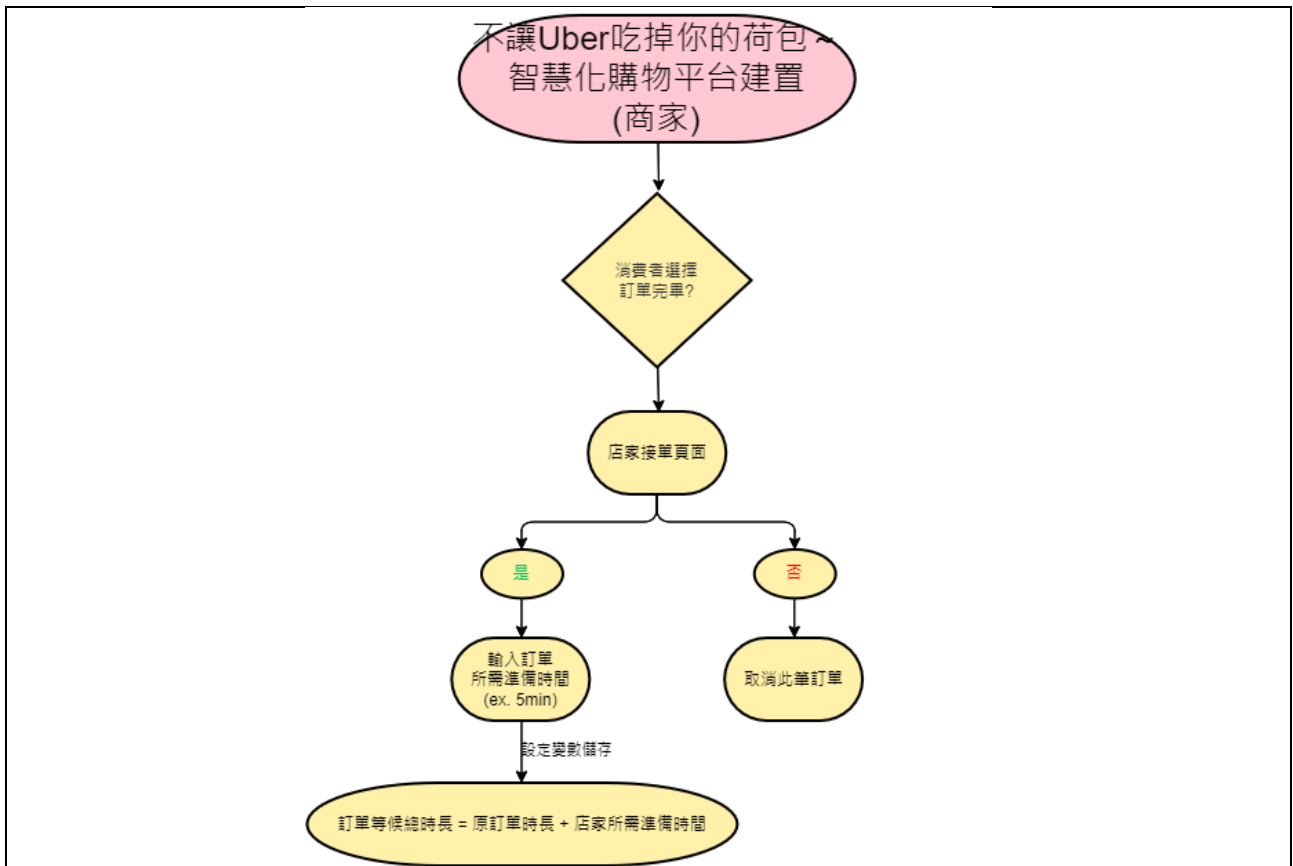 不讓Uber吃掉你的荷包~
智慧化購物平台建置
(商家)
消費者選擇
訂單完畢?
店家接單頁面
是
否
輸入訂單
所需準備時間
(ex. 5min)
取消此筆訂單
設定變數儲存
訂單等候總時長 = 原訂單時長 + 店家所需準備時間